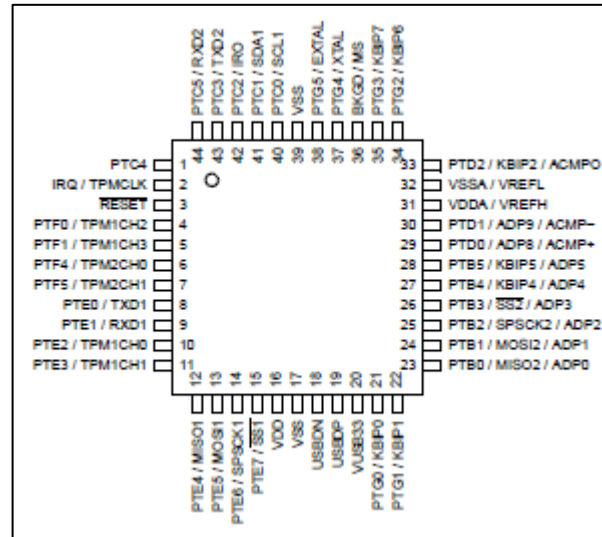 PTC5 / RXD2
PTC3 / TXD2
PTC2 / IRO
PTC1 / SDA1
PTC0 / SCL1
VSS
PTG5 / EXTAL
PTG4 / XTAL
BKGD / MS
PTG3 / KBIP7
PTG2 / KBIP6
44
43
42
41
40
39
38
37
36
35
34
PTC4 1
IRQ / TPMCLK 2
RESET 3
PTF0 / TPM1CH2 4
PTF1 / TPM1CH3 5
PTF4 / TPM2CH0 6
PTF5 / TPM2CH1 7
PTE0 / TXD1 8
PTE1 / RXD1 9
PTE2 / TPM1CH0 10
PTE3 / TPM1CH1 11
33 PTD2 / KBIP2 / ACMPO
32 VSSA / VREFL
31 VDDA / VREFH
30 PTD1 / ADP9 / ACMP–
29 PTD0 / ADP8 / ACMP+
28 PTB5 / KBIP5 / ADP5
27 PTB4 / KBIP4 / ADP4
26 PTB3 / SS2 / ADP3
25 PTB2 / SPSCK2 / ADP2
24 PTB1 / MOSI2 / ADP1
23 PTB0 / MISO2 / ADP0
12
13
14
15
16
17
18
19
20
21
22
PTE4 / MISO1
PTE5 / MOSI1
PTE6 / SPSCK1
PTE7 / SS1
VDD
VSS
USBDN
USBDP
VUSB33
PTG0 / KBIP0
PTG1 / KBIP1